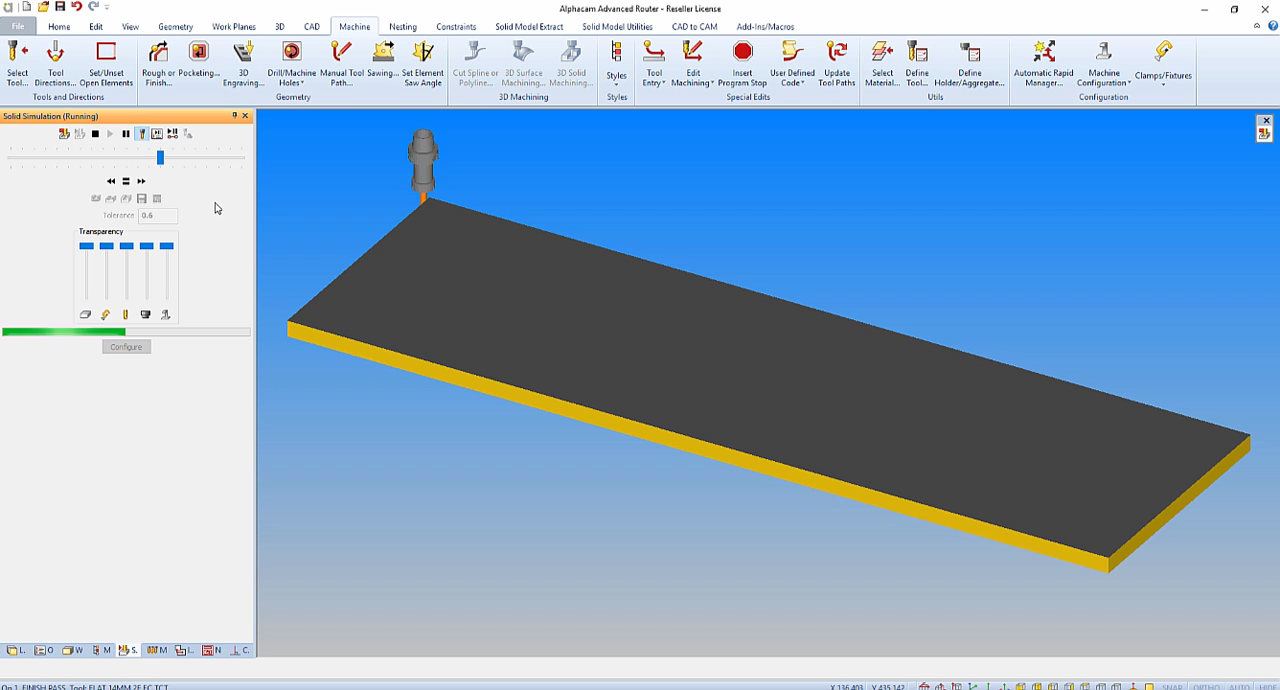 Alphacam Advanced Router - Reseller License
File Home Edit View Geometry Work Planes 3D CAD Machine Nesting Constraints Solid Model Extract Solid Model Utilities CAD to CAM Add-Ins/Macros
Select Tool... Tool Directions... Set/Unset Open Elements Rough or Finish... Pocketing... 3D Engraving... Drill/Machine Holes Manual Tool Path... Sawing... Set Element Saw Angle Cut Spline or Polyline... 3D Surface Machining... 3D Solid Machining... Styles Tool Entry Edit Machining Insert Program Stop User Defined Code Update Tool Paths Select Material... Define Tool... Define Holder/Aggregate... Automatic Rapid Manager... Machine Configuration Clamps/Fixtures
Tools and Directions Geometry 3D Machining Styles Special Edits Utils Configuration
Solid Simulation (Running)
Tolerance 0.6
Transparency
Configure
L. O W M S. M L. N C.
On 1 FINISH PASS Tool: FLAT 14MM 2F EC TCT X 136.403 Y 435.142 SNAP ORTHO AUTO HIDE